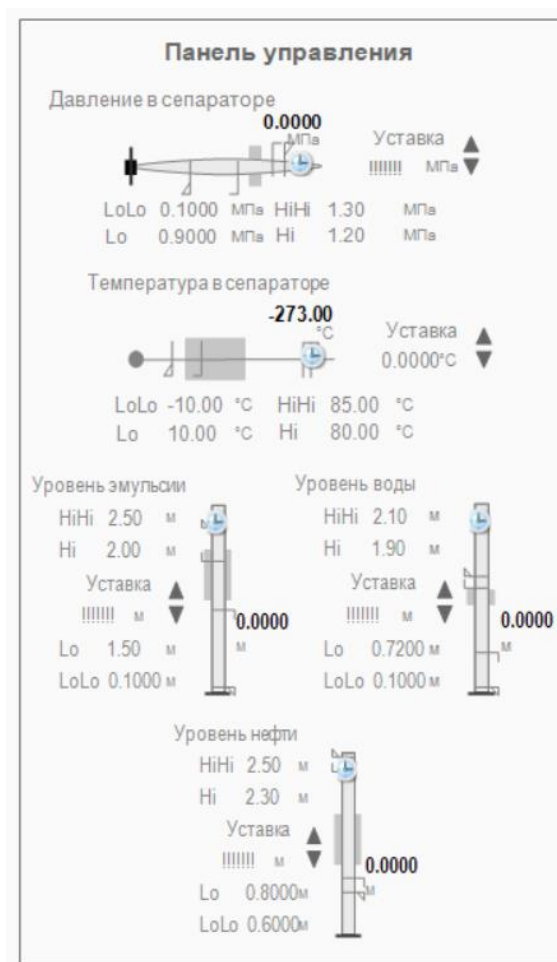 Панель управления
Давление в сепараторе
0.0000
МПа
Уставка
!!!!!!! МПа
LoLo 0.1000 МПа HiHi 1.30 МПа
Lo 0.9000 МПа Hi 1.20 МПа
Температура в сепараторе
-273.00
°C
Уставка
0.0000°C
LoLo -10.00 °C HiHi 85.00 °C
Lo 10.00 °C Hi 80.00 °C
Уровень эмульсии
HiHi 2.50 м
Hi 2.00 м
Уставка
!!!!!!! м
0.0000
м
Lo 1.50 м
LoLo 0.1000 м
Уровень воды
HiHi 2.10 м
Hi 1.90 м
Уставка
!!!!!!! м
0.0000
м
Lo 0.7200 м
LoLo 0.1000 м
Уровень нефти
HiHi 2.50 м
Hi 2.30 м
Уставка
!!!!!!! м
0.0000
м
Lo 0.8000м
LoLo 0.6000м